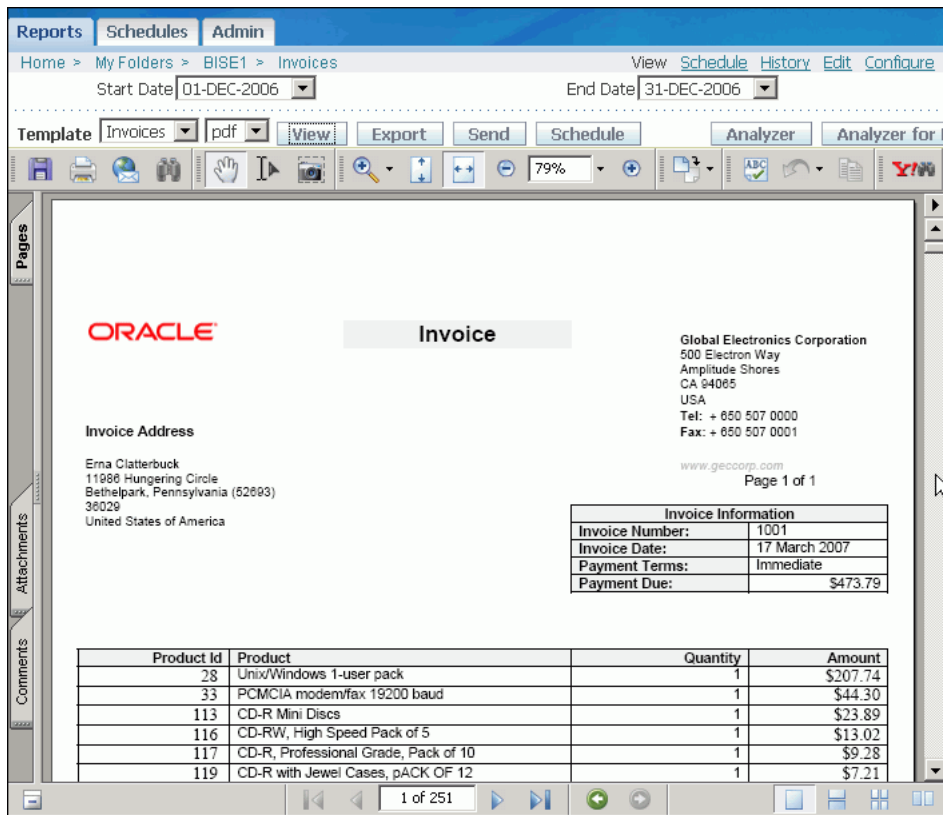 Reports Schedules Admin
Home > My Folders > BISE1 > Invoices View Schedule History Edit Configure
Start Date 01-DEC-2006 End Date 31-DEC-2006
Template Invoices pdf View Export Send Schedule Analyzer Analyzer for
79% ABC Y!
Pages
ORACLE Invoice
Global Electronics Corporation
500 Electron Way
Amplitude Shores
CA 94065
USA
Tel: + 650 507 0000
Fax: + 650 507 0001
www.geccorp.com
Page 1 of 1
Invoice Address
Erna Clatterbuck
11986 Hungering Circle
Bethelpark, Pennsylvania (52693)
36029
United States of America
Invoice Information
Invoice Number: 1001
Invoice Date: 17 March 2007
Payment Terms: Immediate
Payment Due: $473.79
Attachments
Comments
Product Id Product Quantity Amount
28 Unix/Windows 1-user pack 1 $207.74
33 PCMCIA modem/fax 19200 baud 1 $44.30
113 CD-R Mini Discs 1 $23.89
116 CD-RW, High Speed Pack of 5 1 $13.02
117 CD-R, Professional Grade, Pack of 10 1 $9.28
119 CD-R with Jewel Cases, pACK OF 12 1 $7.21
1 of 251